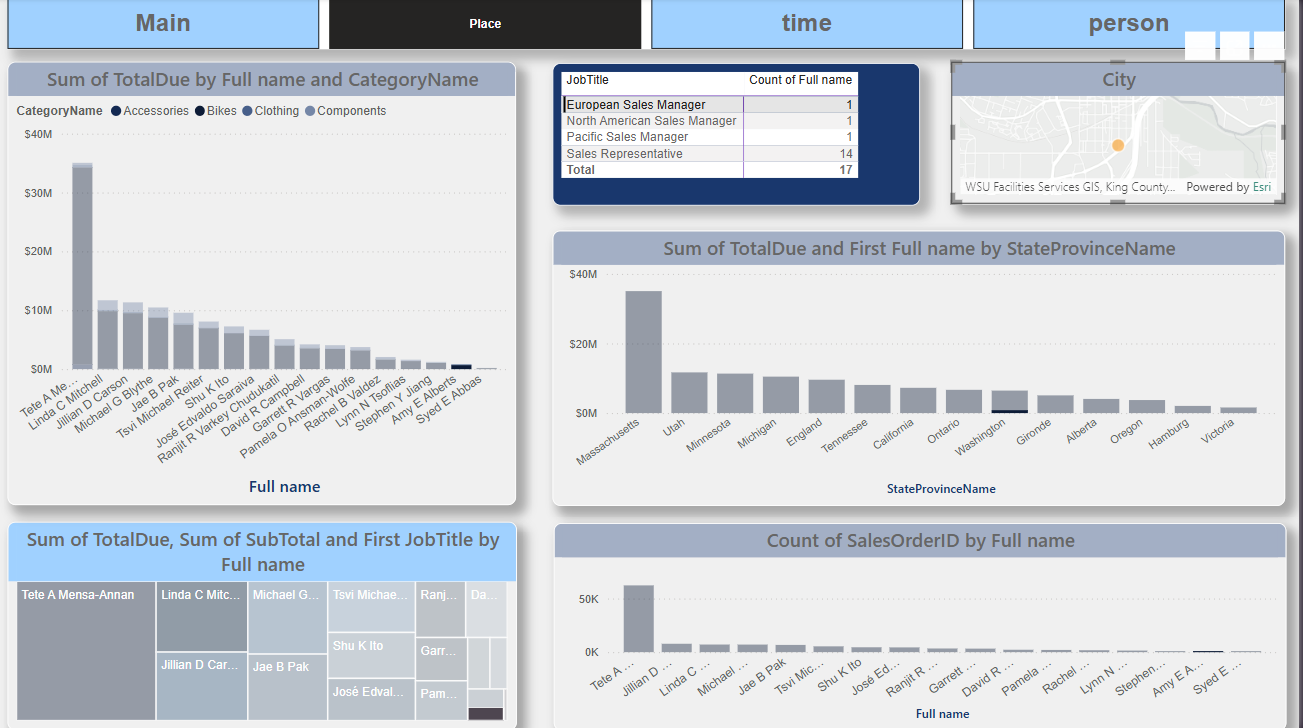 Main
Place
time
person
Sum of TotalDue by Full name and CategoryName
CategoryName Accessories Bikes Clothing Components
$40M
$30M
$20M
$10M
$0M
Tete A Me...
Linda C Mitchell
Jillian D Carson
Michael G Blythe
Jae B Pak
Tsvi Michael Reiter
Shu K Ito
José Edvaldo Saraiva
Ranjit R Varkey Chudukatil
David R Campbell
Garrett R Vargas
Pamela O Ansman-Wolfe
Rachel B Valdez
Lynn N Tsoflias
Stephen Y Jiang
Amy E Alberts
Syed E Abbas
Full name
JobTitle Count of Full name
European Sales Manager 1
North American Sales Manager 1
Pacific Sales Manager 1
Sales Representative 14
Total 17
City
WSU Facilities Services GIS, King County... Powered by Esri
Sum of TotalDue and First Full name by StateProvinceName
$40M
$20M
$0M
Massachusetts
Utah
Minnesota
Michigan
England
Tennessee
California
Ontario
Washington
Gironde
Alberta
Oregon
Hamburg
Victoria
StateProvinceName
Sum of TotalDue, Sum of SubTotal and First JobTitle by
Full name
Tete A Mensa-Annan
Linda C Mitc...
Michael G...
Tsvi Michae...
Ranj...
Da...
Shu K Ito
Garr...
Jillian D Car...
Jae B Pak
José Edval...
Pam...
Count of SalesOrderID by Full name
50K
0K
Tete A ...
Jillian D ...
Linda C ...
Michael ...
Jae B Pak
Tsvi Mic...
Shu K Ito
José Ed...
Ranjit R ...
Garrett ...
David R ...
Pamela ...
Rachel ...
Lynn N ...
Stephen...
Amy E A...
Syed E ...
Full name